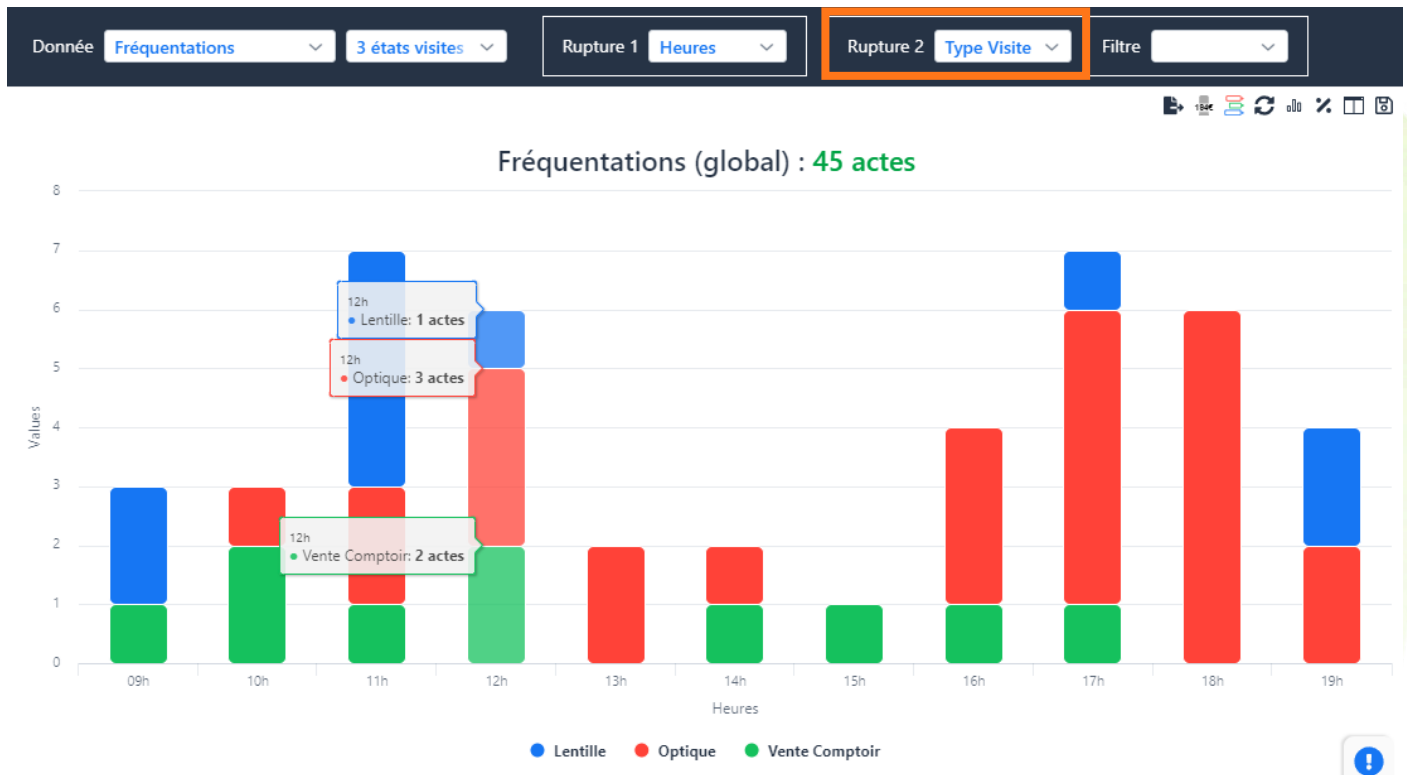 Donnée Fréquentations 3 états visites Rupture 1 Heures Rupture 2 Type Visite Filtre
184€
Fréquentations (global) : 45 actes
8
7
6
5
4
3
2
1
0
Values
12h
Lentille: 1 actes
12h
Optique: 3 actes
12h
Vente Comptoir: 2 actes
09h 10h 11h 12h 13h 14h 15h 16h 17h 18h 19h
Heures
Lentille Optique Vente Comptoir